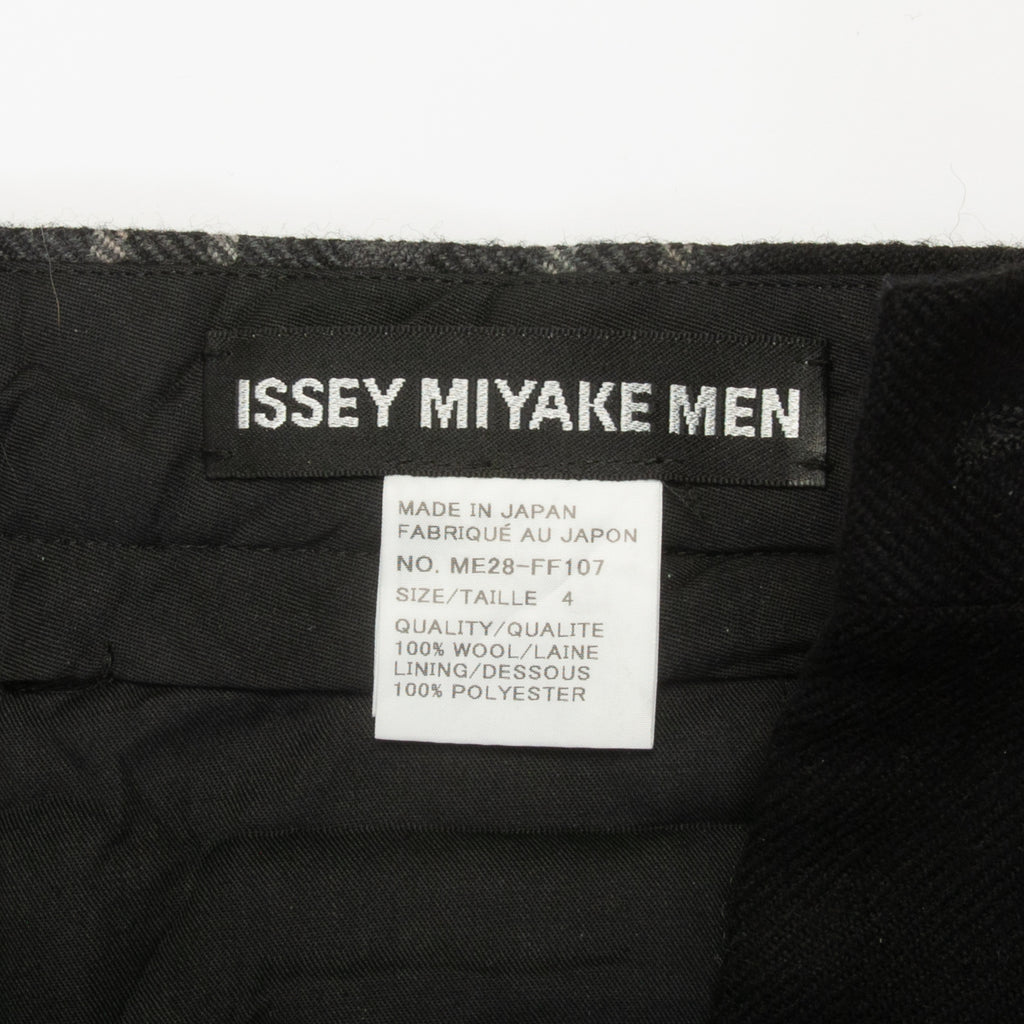 ISSEY MIYAKE MEN
MADE IN JAPAN
FABRIQUÉ AU JAPON
NO. ME28-FF107
SIZE/TAILLE 4
QUALITY/QUALITE
100% WOOL/LAINE
LINING/DESSOUS
100% POLYESTER